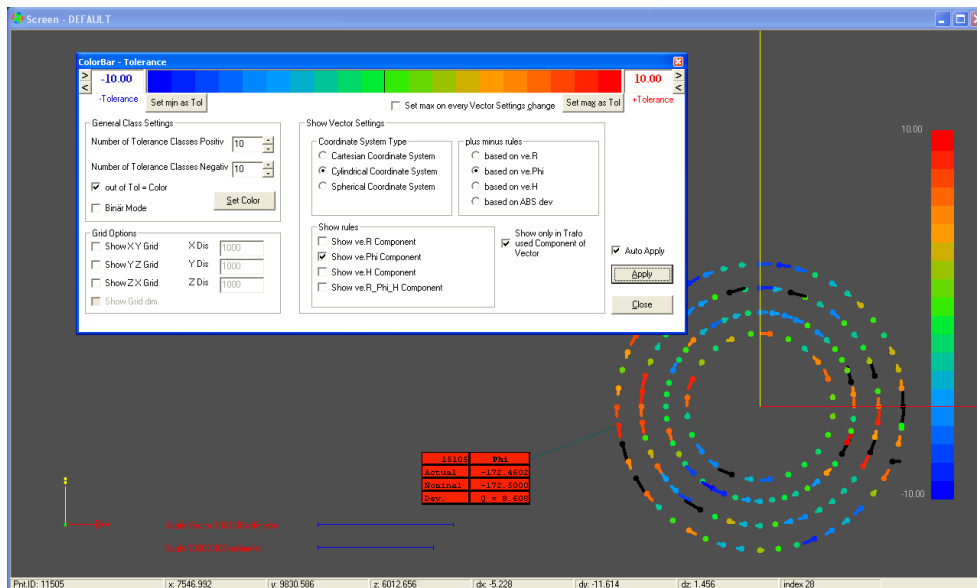 Screen - DEFAULT
ColorBar - Tolerance
> -10.00 10.00 >
< <
-Tolerance Set min as Tol Set max on every Vector Settings change Set max as Tol +Tolerance
General Class Settings
Number of Tolerance Classes Positiv 10
Number of Tolerance Classes Negativ 10
out of Tol = Color
Set Color
Binär Mode
Grid Options
Show X Y Grid X Dis 1000
Show Y Z Grid Y Dis 1000
Show Z X Grid Z Dis 1000
Show Grid dim.
Show Vector Settings
Coordinate System Type
Cartesian Coordinate System
Cylindrical Coordinate System
Spherical Coordinate System
plus minus rules
based on ve.R
based on ve.Phi
based on ve.H
based on ABS dev
Show rules
Show ve.R Component
Show ve.Phi Component
Show ve.H Component
Show ve.R_Phi_H Component
Show only in Trafo
used Component of
Vector
Auto Apply
Apply
Close
10.00
-10.00
Phi
Actual -172.4602
Nominal -172.5000
Dev. Q = 8.608
Pnt.ID: 11505 x: 7546.992 y: 9830.586 z: 6012.656 dx: -5.228 dy: -11.614 dz: 1.456 index 28